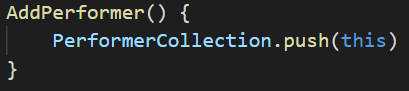 AddPerformer() {
    PerformerCollection.push(this)
}